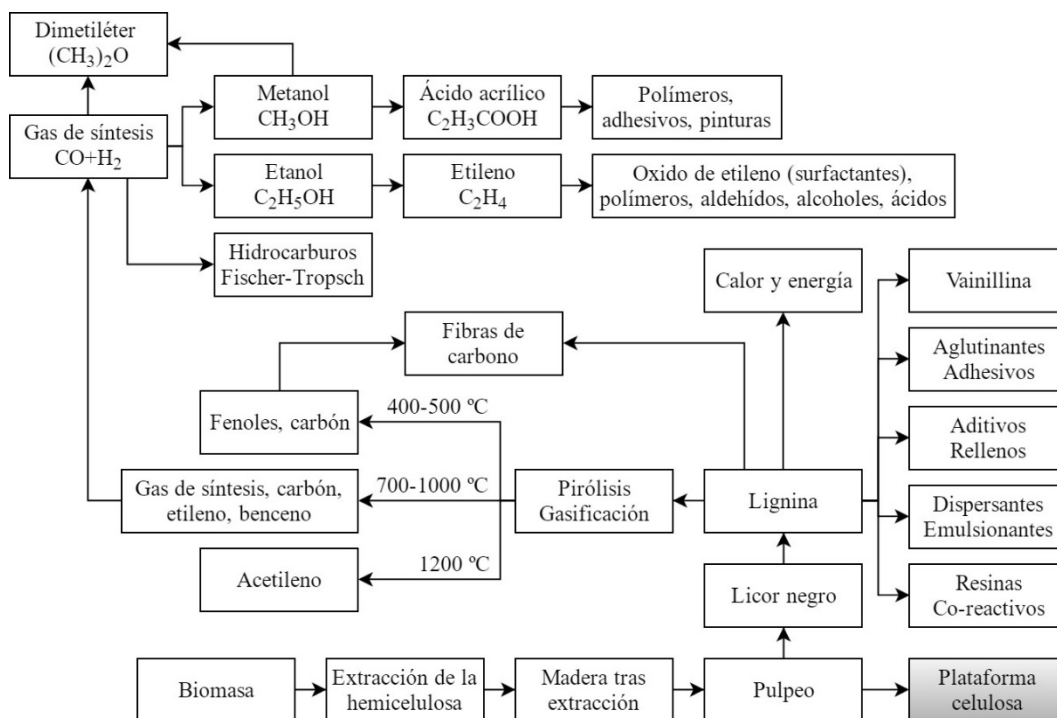 Dimetiléter
(CH3)2O
Metanol
CH3OH
Ácido acrílico
C2H3COOH
Polímeros,
adhesivos, pinturas
Gas de síntesis
CO+H2
Etanol
C2H5OH
Etileno
C2H4
Oxido de etileno (surfactantes),
polímeros, aldehídos, alcoholes, ácidos
Hidrocarburos
Fischer-Tropsch
Calor y energía
Vainillina
Fibras de
carbono
Aglutinantes
Adhesivos
Fenoles, carbón
400-500 ºC
Aditivos
Rellenos
Gas de síntesis, carbón,
etileno, benceno
700-1000 ºC
Pirólisis
Gasificación
Lignina
Dispersantes
Emulsionantes
Acetileno
1200 ºC
Licor negro
Resinas
Co-reactivos
Biomasa
Extracción de la
hemicelulosa
Madera tras
extracción
Pulpeo
Plataforma
celulosa